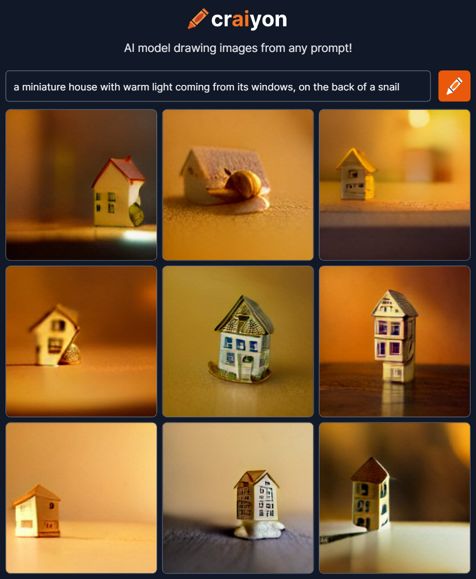 craiyon
AI model drawing images from any prompt!
a miniature house with warm light coming from its windows, on the back of a snail